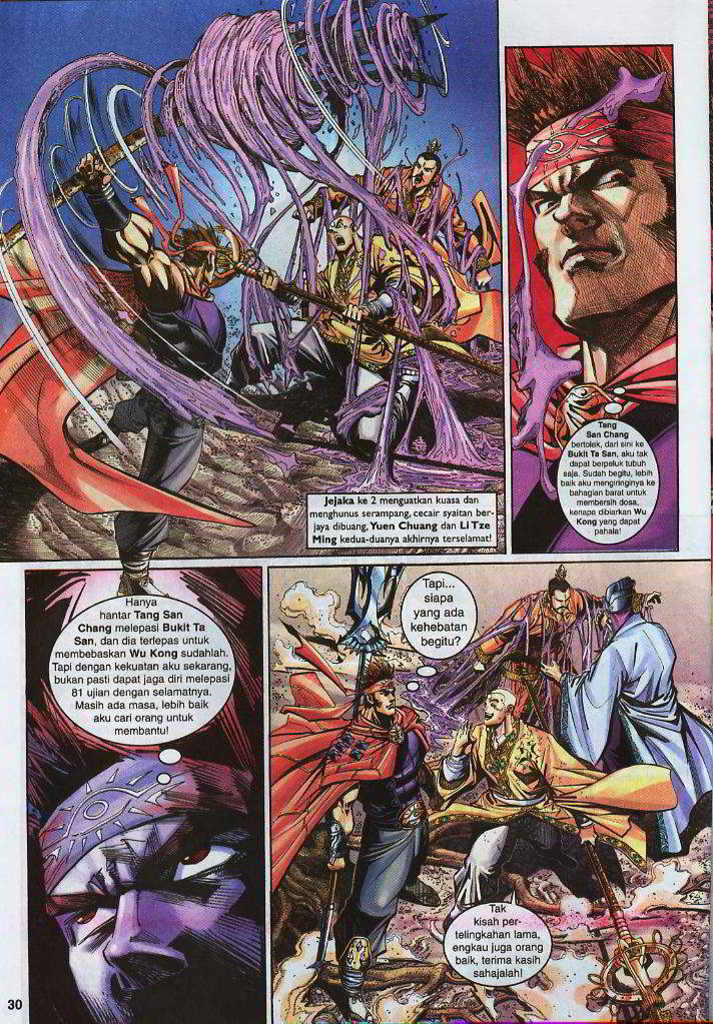 Jejaka ke 2 menguatkan kuasa dan
menghunus serampang, cecair syaitan ber-
jaya dibuang, Yuen Chuang dan LI Tze
Ming kedua-duanya akhirnya terselamat!
Tang
San Chang
bertolek, dari sini ke
Bukit Ta San, aku tak
dapat berpeluk tubuh
saja. Sudah begitu, lebih
baik aku mengiringinya ke
bahagian barat untuk
membersih dosa,
kenapa dibiarkan Wu
Kong yang dapat
pahala!
Hanya
hantar Tang San
Chang melepasi Bukit Ta
San, dan dia terlepas untuk
membebaskan Wu Kong sudahlah.
Tapi dengan kekuatan aku sekarang,
bukan pasti dapat jaga diri melepasi
81 ujian dengan selamatnya.
Masih ada masa, lebih baik
aku cari orang untuk
membantu!
Tapi...
siapa
yang ada
kehebatan
begitu?
Tak
kisah per-
telingkahan lama,
engkau juga orang
baik, terima kasih
sahajalah!
30